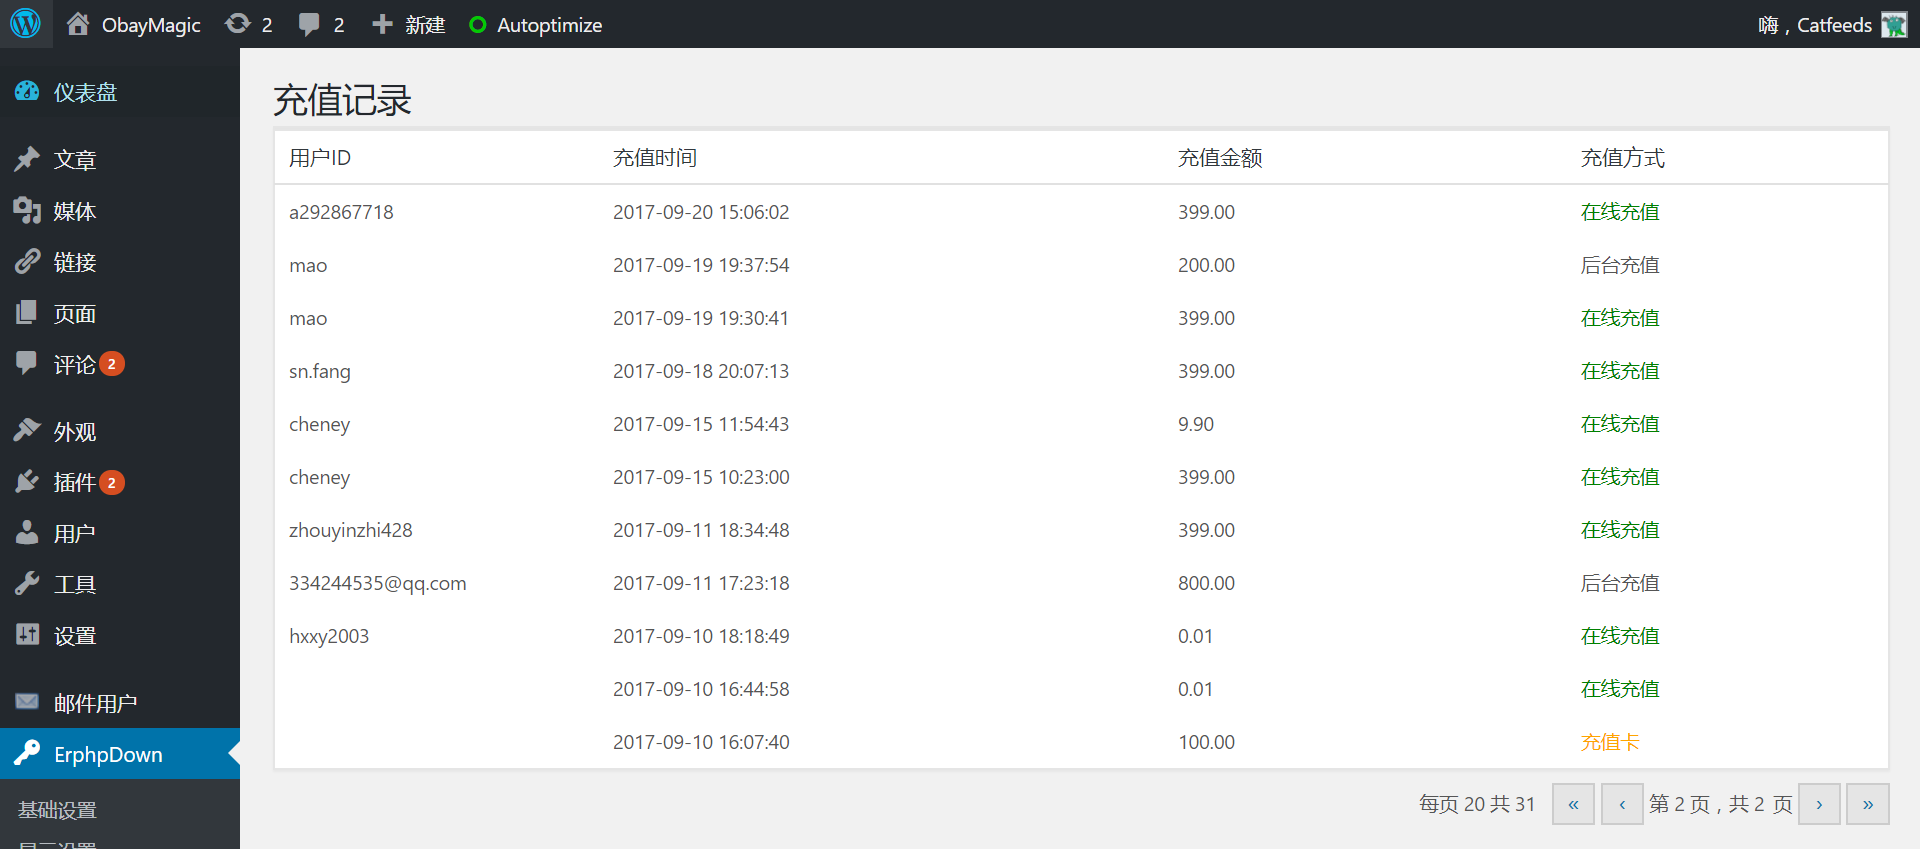 ObayMagic 2 2 新建 Autoptimize 嗨，Catfeeds
仪表盘
文章
媒体
链接
页面
评论 2
外观
插件 2
用户
工具
设置
邮件用户
ErphpDown
基础设置
显示设置
充值记录
用户ID 充值时间 充值金额 充值方式
a292867718 2017-09-20 15:06:02 399.00 在线充值
mao 2017-09-19 19:37:54 200.00 后台充值
mao 2017-09-19 19:30:41 399.00 在线充值
sn.fang 2017-09-18 20:07:13 399.00 在线充值
cheney 2017-09-15 11:54:43 9.90 在线充值
cheney 2017-09-15 10:23:00 399.00 在线充值
zhouyinzhi428 2017-09-11 18:34:48 399.00 在线充值
334244535@qq.com 2017-09-11 17:23:18 800.00 后台充值
hxxy2003 2017-09-10 18:18:49 0.01 在线充值
2017-09-10 16:44:58 0.01 在线充值
2017-09-10 16:07:40 100.00 充值卡
每页 20 共 31 « ‹ 第 2 页，共 2 页 › »